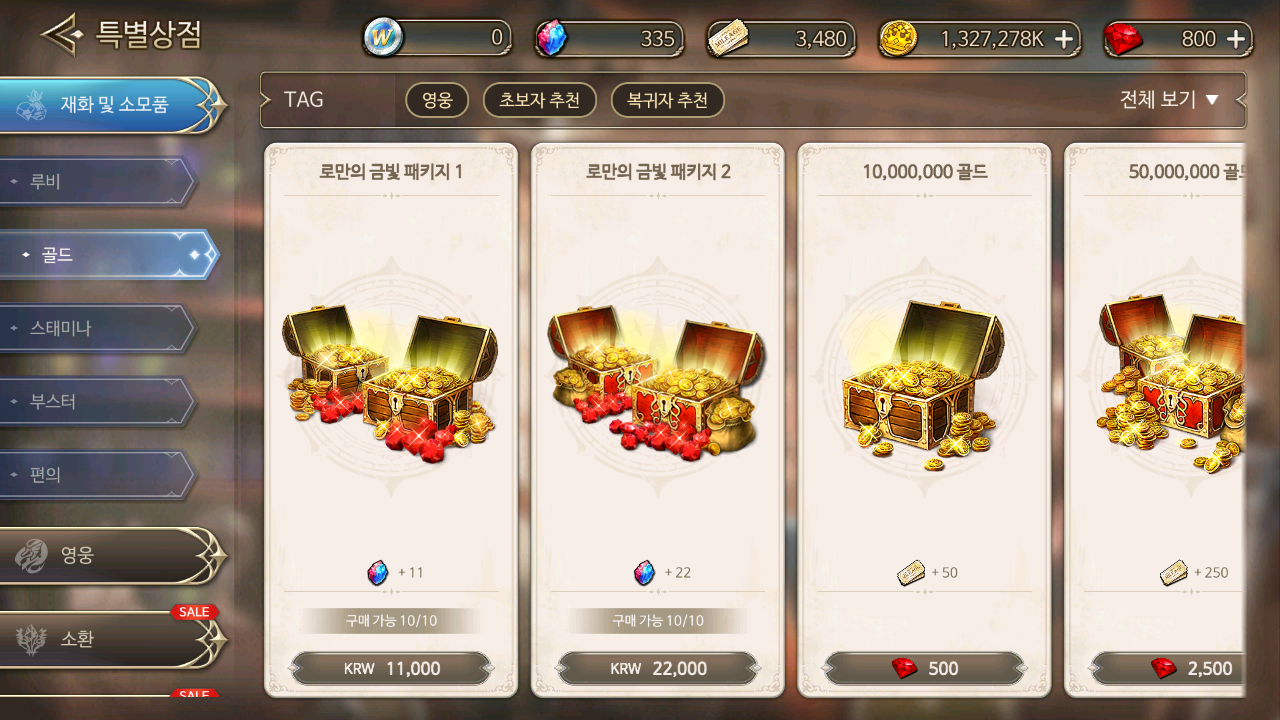 특별상점
0
335
3,480
1,327,278K
800
재화 및 소모품
루비
골드
스태미나
부스터
편의
영웅
SALE
소환
SALE
TAG
영웅
초보자 추천
복귀자 추천
전체 보기
로만의 금빛 패키지 1
+ 11
구매 가능 10/10
KRW 11,000
로만의 금빛 패키지 2
+ 22
구매 가능 10/10
KRW 22,000
10,000,000 골드
+ 50
500
50,000,000 골드
+ 250
2,500